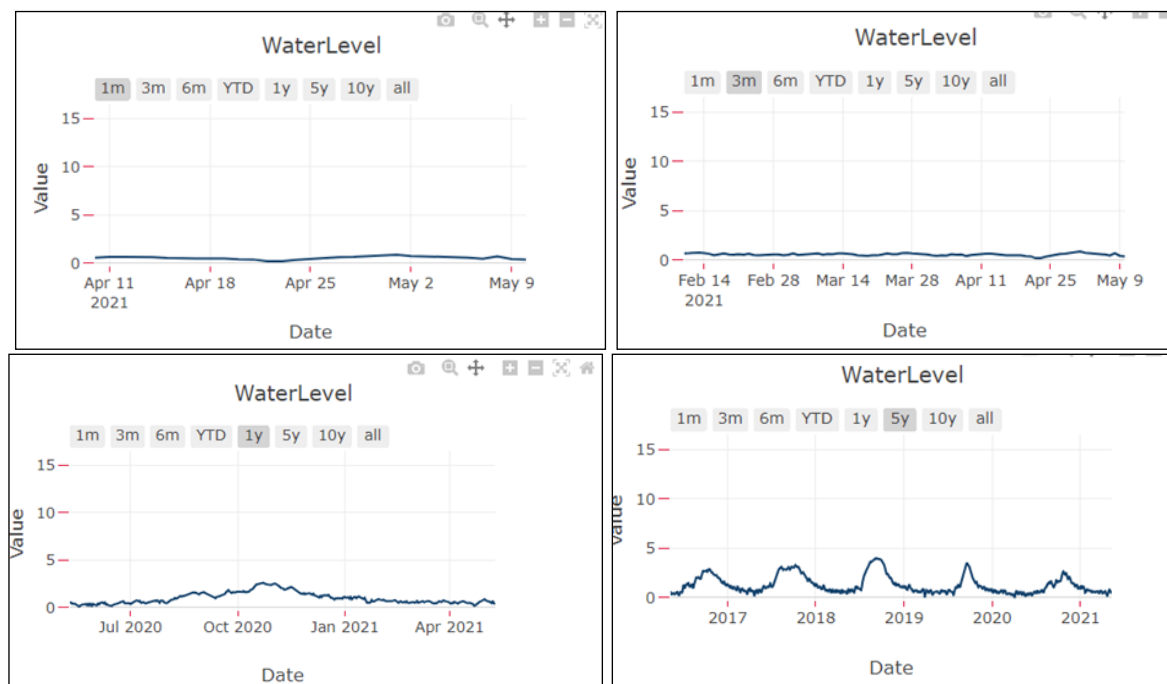 WaterLevel
1m 3m 6m YTD 1y 5y 10y all
15
10
5
0
Value
Apr 11 Apr 18 Apr 25 May 2 May 9
2021
Date
WaterLevel
1m 3m 6m YTD 1y 5y 10y all
15
10
5
0
Value
Feb 14 Feb 28 Mar 14 Mar 28 Apr 11 Apr 25 May 9
2021
Date
WaterLevel
1m 3m 6m YTD 1y 5y 10y all
15
10
5
0
Value
Jul 2020 Oct 2020 Jan 2021 Apr 2021
Date
WaterLevel
1m 3m 6m YTD 1y 5y 10y all
15
10
5
0
Value
2017 2018 2019 2020 2021
Date